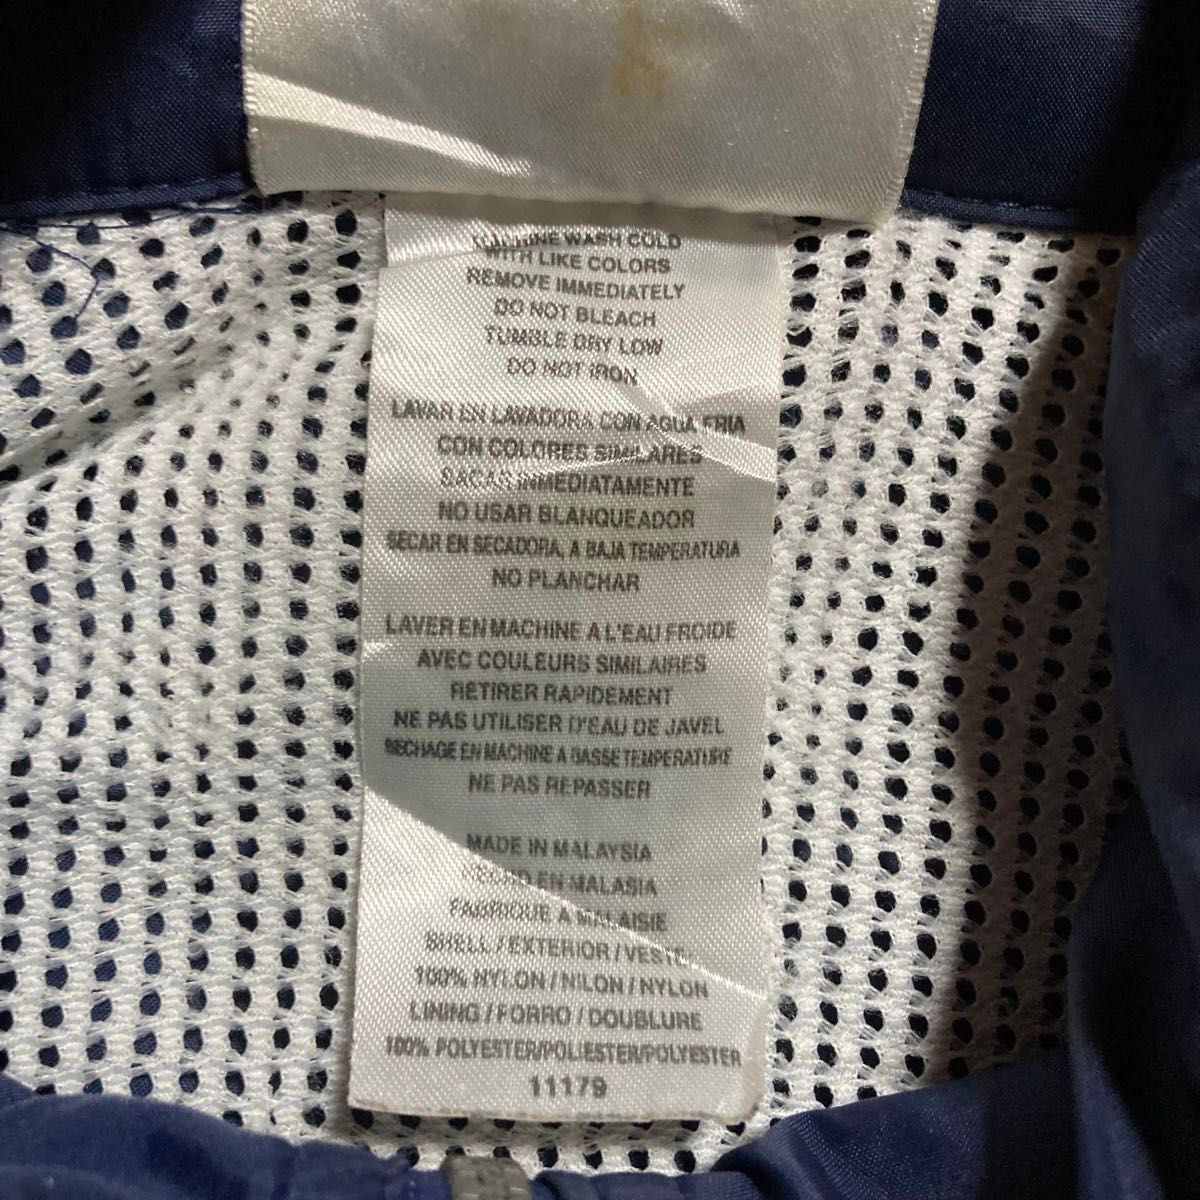 MACHINE WASH COLD
WITH LIKE COLORS
REMOVE IMMEDIATELY
DO NOT BLEACH
TUMBLE DRY LOW
DO NOT IRON
LAVAR EN LAVADORA CON AGUA FRIA
CON COLORES SIMILARES
SACAR INMEDIATAMENTE
NO USAR BLANQUEADOR
SECAR EN SECADORA, A BAJA TEMPERATURA
NO PLANCHAR
LAVER EN MACHINE A L'EAU FROIDE
AVEC COULEURS SIMILAIRES
RETIRER RAPIDEMENT
NE PAS UTILISER D'EAU DE JAVEL
SECHAGE EN MACHINE A BASSE TEMPERATURE
NE PAS REPASSER
MADE IN MALAYSIA
HECHO EN MALASIA
FABRIQUE A MALAISIE
SHELL / EXTERIOR / VESTE
100% NYLON / NILON / NYLON
LINING / FORRO / DOUBLURE
100% POLYESTER/POLIESTER/POLYESTER
11179